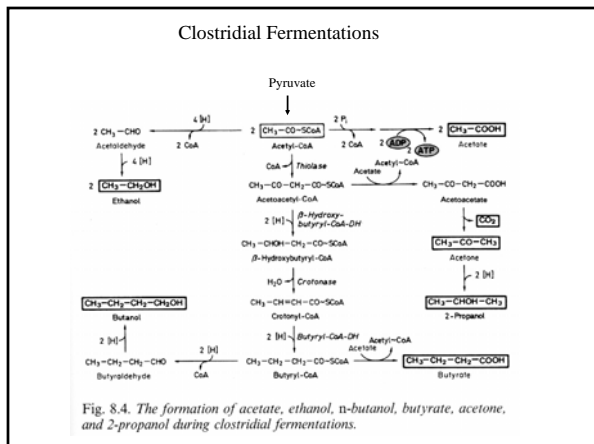 Clostridial Fermentations
Pyruvate
4 [H]
2 Pi
2 CH3-CHO
2 CH3-CO-SCoA
2 CH3-COOH
Acetaldehyde
2 CoA
Acetyl-CoA
2 CoA
2 ADP
2 ATP
Acetate
4 [H]
CoA
Thiolase
Acetate
Acetyl-CoA
2 CH3-CH2OH
CH3-CO-CH2-CO-SCoA
CH3-CO-CH2-COOH
Ethanol
Acetoacetyl-CoA
Acetoacetate
2 [H]
β-Hydroxy-
butyryl-CoA-DH
CO2
CH3-CHOH-CH2-CO-SCoA
CH3-CO-CH3
β-Hydroxybutyryl-CoA
Acetone
H2O
Crotonase
2 [H]
CH3-CH2-CH2-CH2OH
CH3-CH=CH-CO-SCoA
CH3-CHOH-CH3
Butanol
Crotonyl-CoA
2-Propanol
2 [H]
2 [H]
2 [H]
Butyryl-CoA-DH
Acetate
Acetyl-CoA
CH3-CH2-CH2-CHO
CH3-CH2-CH2-CO-SCoA
CH3-CH2-CH2-COOH
Butyraldehyde
CoA
Butyryl-CoA
Butyrate
Fig. 8.4. The formation of acetate, ethanol, n-butanol, butyrate, acetone,
and 2-propanol during clostridial fermentations.